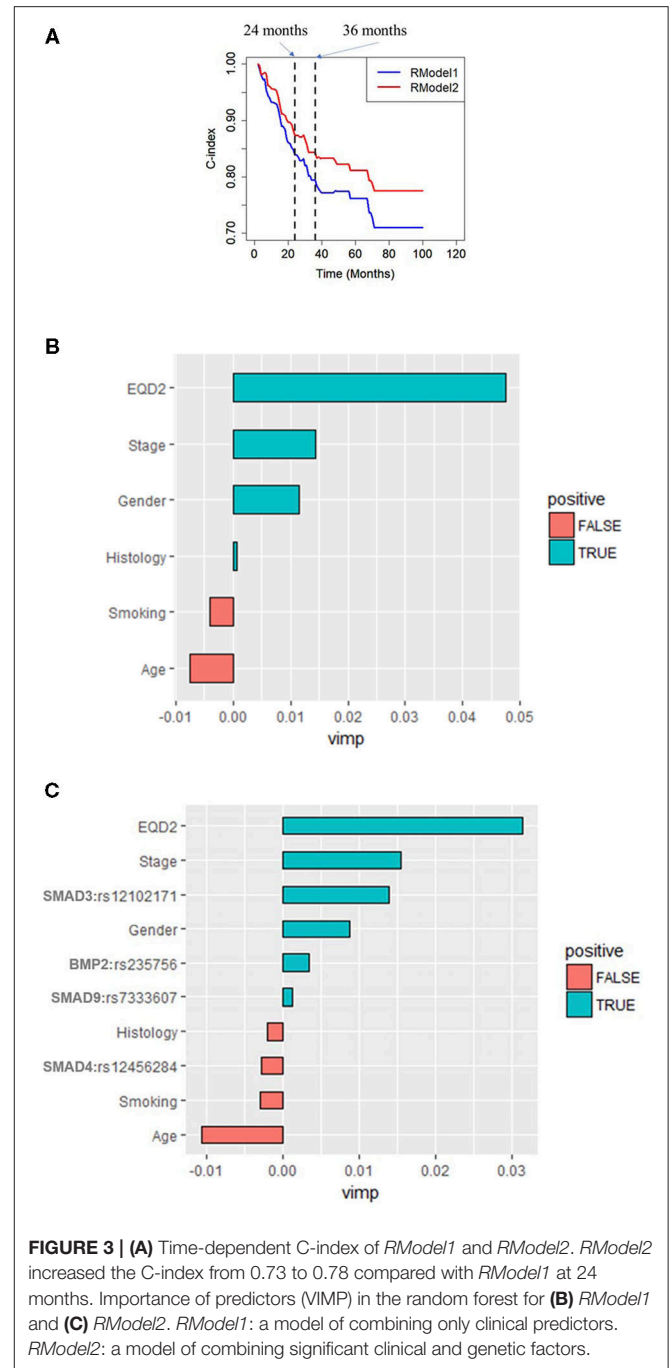 A
24 months
36 months
RModel1
RModel2
C-index
1.00
0.90
0.80
0.70
0 20 40 60 80 100 120
Time (Months)
B
EQD2
Stage
Gender
Histology
Smoking
Age
-0.01 0.00 0.01 0.02 0.03 0.04 0.05
vimp
positive
FALSE
TRUE
C
EQD2
Stage
SMAD3:rs12102171
Gender
BMP2:rs235756
SMAD9:rs7333607
Histology
SMAD4:rs12456284
Smoking
Age
-0.01 0.00 0.01 0.02 0.03
vimp
positive
FALSE
TRUE
FIGURE 3 | (A) Time-dependent C-index of RModel1 and RModel2. RModel2
increased the C-index from 0.73 to 0.78 compared with RModel1 at 24
months. Importance of predictors (VIMP) in the random forest for (B) RModel1
and (C) RModel2. RModel1: a model of combining only clinical predictors.
RModel2: a model of combining significant clinical and genetic factors.